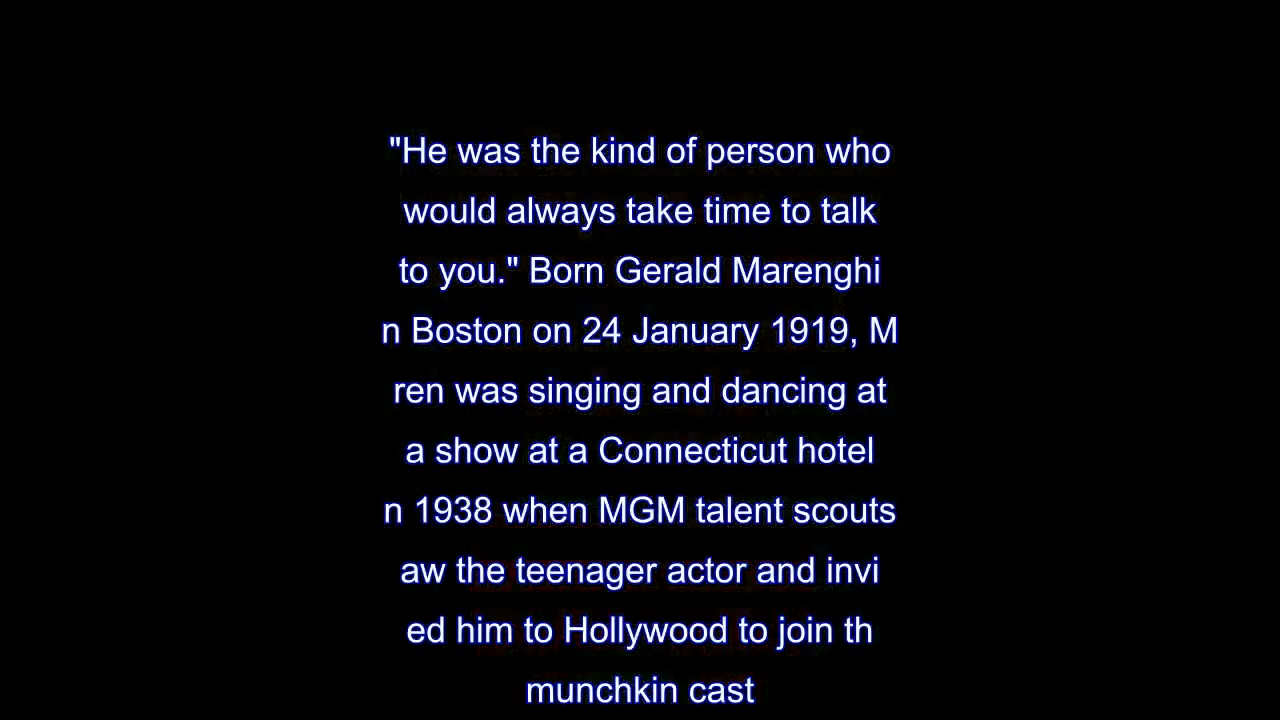 "He was the kind of person who
would always take time to talk
to you." Born Gerald Marenghi
n Boston on 24 January 1919, M
ren was singing and dancing at
a show at a Connecticut hotel
n 1938 when MGM talent scouts
aw the teenager actor and invi
ed him to Hollywood to join th
munchkin cast